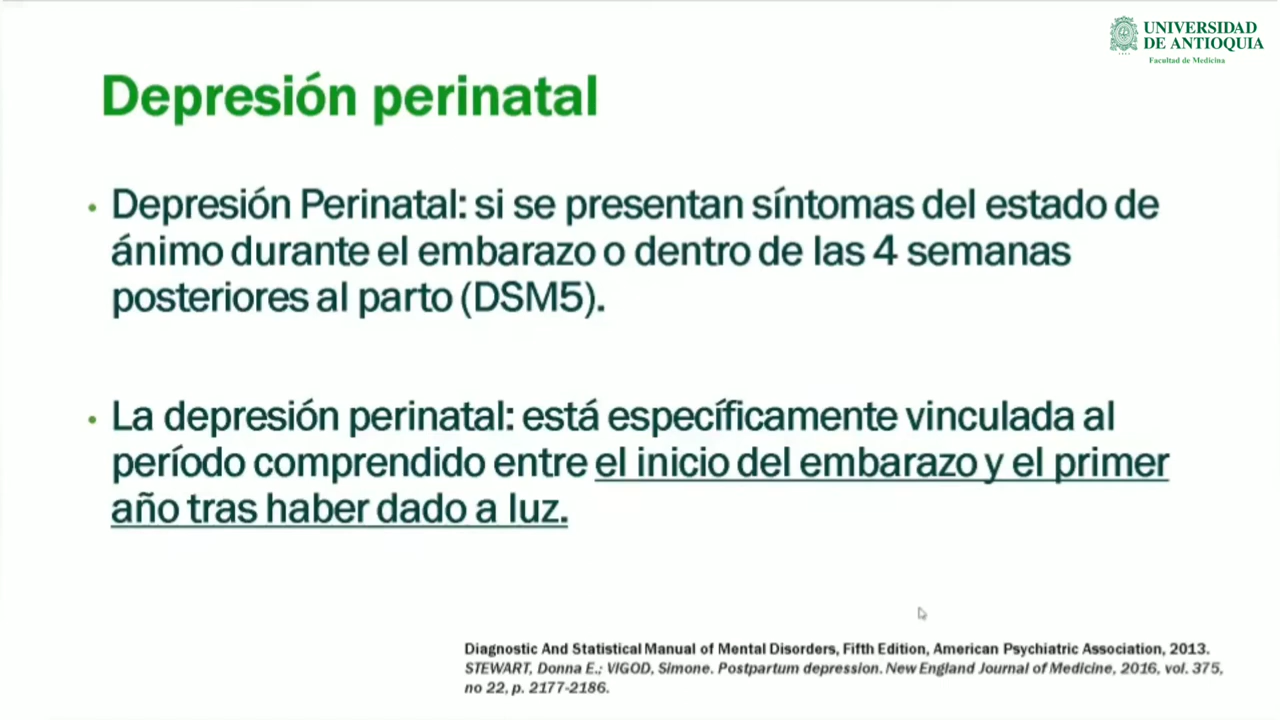 UNIVERSIDAD
DE ANTIOQUIA
Facultad de Medicina
Depresión perinatal
• Depresión Perinatal: si se presentan síntomas del estado de
ánimo durante el embarazo o dentro de las 4 semanas
posteriores al parto (DSM5).
• La depresión perinatal: está específicamente vinculada al
período comprendido entre el inicio del embarazo y el primer
año tras haber dado a luz.
Diagnostic And Statistical Manual of Mental Disorders, Fifth Edition, American Psychiatric Association, 2013.
STEWART, Donna E.; VIGOD, Simone. Postpartum depression. New England Journal of Medicine, 2016, vol. 375,
no 22, p. 2177-2186.